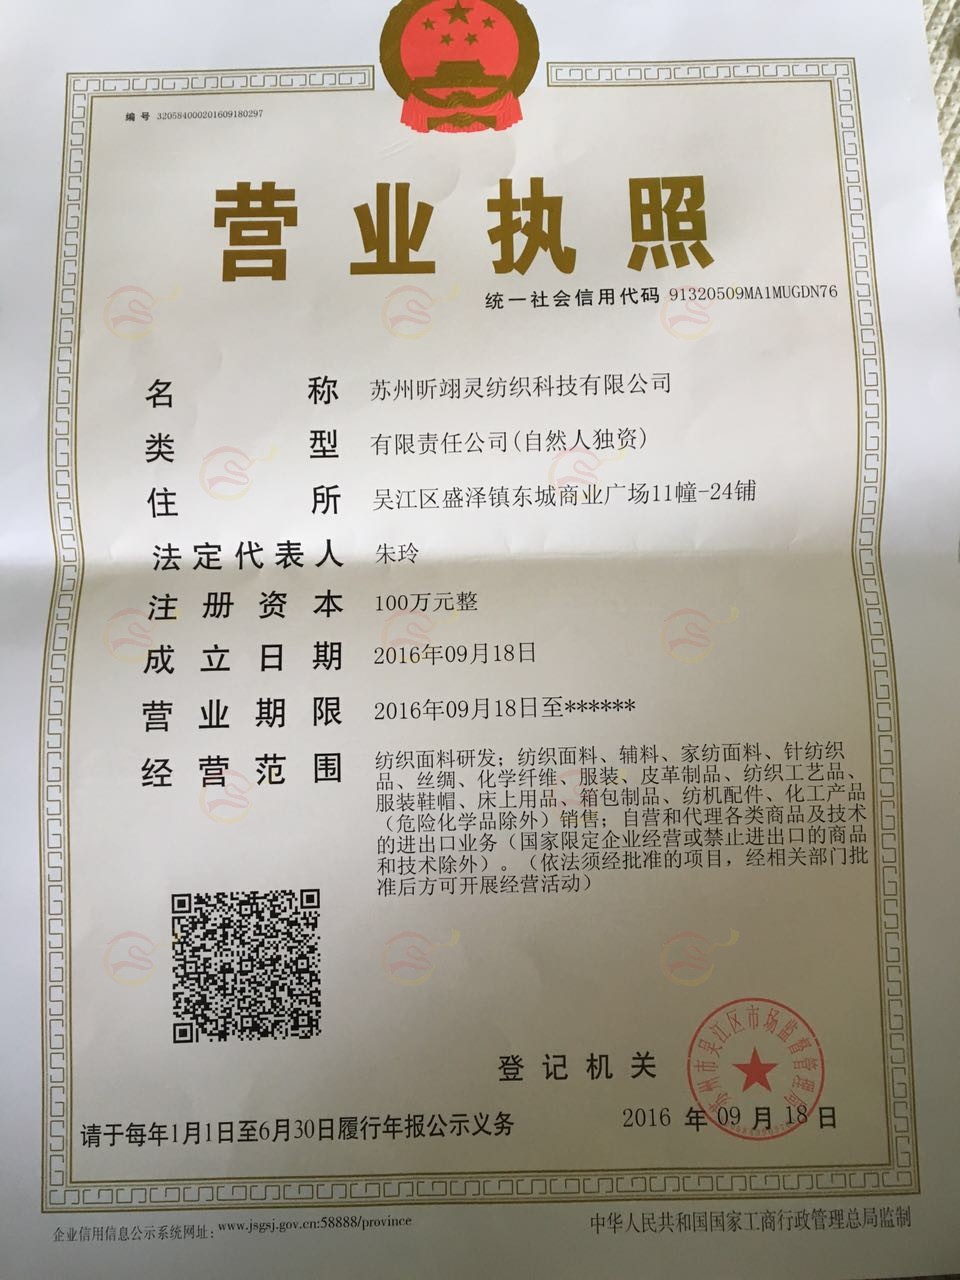 编 号 320584000201609180297
营业执照
统一社会信用代码 91320509MA1MUGDN76
名 称 苏州昕翊灵纺织科技有限公司
类 型 有限责任公司(自然人独资)
住 所 吴江区盛泽镇东城商业广场11幢-24铺
法定代表人 朱玲
注册资本 100万元整
成立日期 2016年09月18日
营业期限 2016年09月18日至******
经营范围 纺织面料研发；纺织面料、辅料、家纺面料、针纺织
品、丝绸、化学纤维、服装、皮革制品、纺织工艺品、
服装鞋帽、床上用品、箱包制品、纺机配件、化工产品
（危险化学品除外）销售；自营和代理各类商品及技术
的进出口业务（国家限定企业经营或禁止进出口的商品
和技术除外）。（依法须经批准的项目，经相关部门批
准后方可开展经营活动）
登记机关
苏州市吴江区市场监督管理局
请于每年1月1日至6月30日履行年报公示义务
2016 年 09 月 18 日
企业信用信息公示系统网址: www.jsgsj.gov.cn:58888/province
中华人民共和国国家工商行政管理总局监制